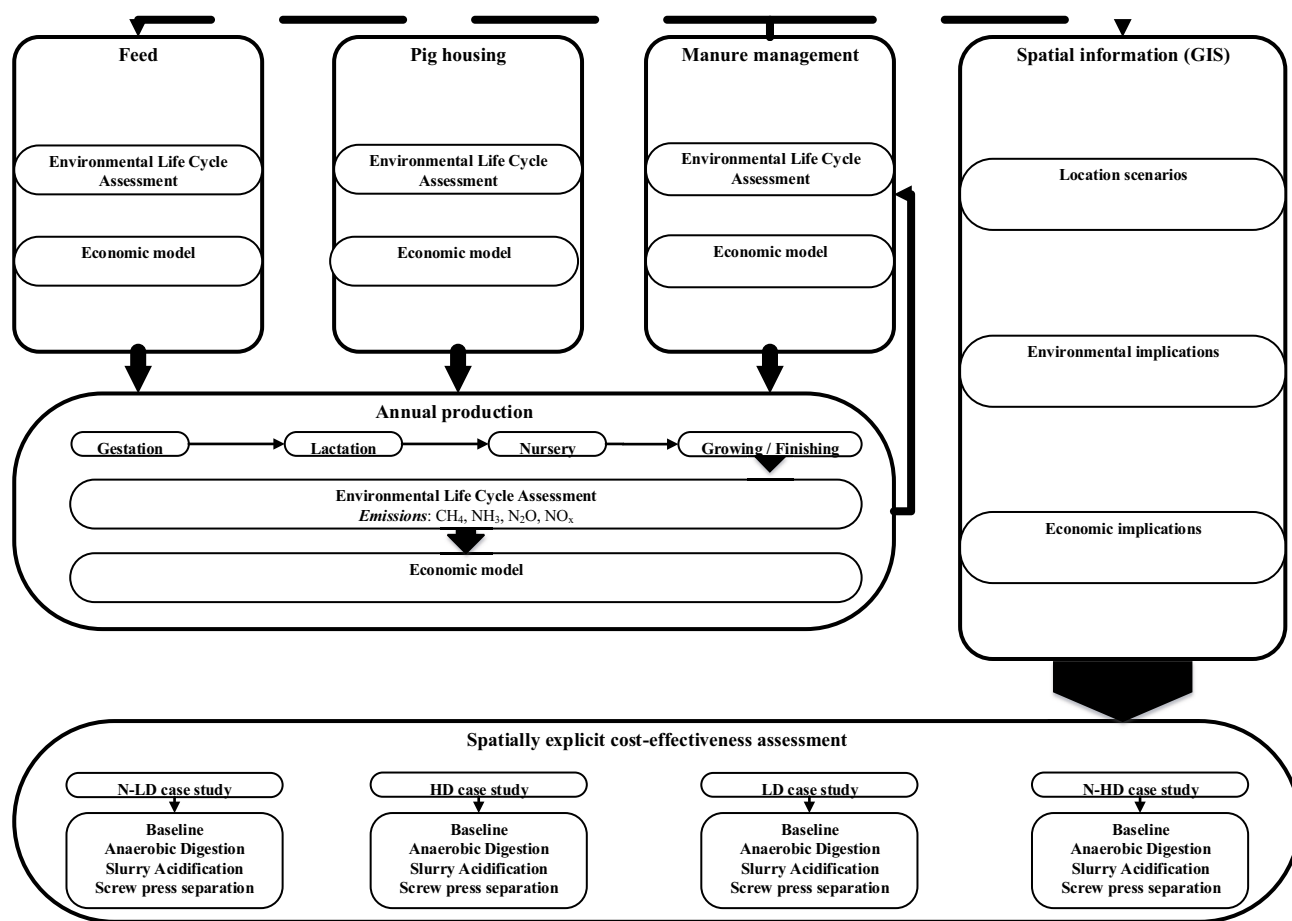 Feed
Environmental Life Cycle
Assessment
Economic model
Pig housing
Environmental Life Cycle
Assessment
Economic model
Manure management
Environmental Life Cycle
Assessment
Economic model
Spatial information (GIS)
Location scenarios
Environmental implications
Economic implications
Annual production
Gestation
Lactation
Nursery
Growing / Finishing
Environmental Life Cycle Assessment
Emissions: CH₄, NH₃, N₂O, NOₓ
Economic model
Spatially explicit cost-effectiveness assessment
N-LD case study
Baseline
Anaerobic Digestion
Slurry Acidification
Screw press separation
HD case study
Baseline
Anaerobic Digestion
Slurry Acidification
Screw press separation
LD case study
Baseline
Anaerobic Digestion
Slurry Acidification
Screw press separation
N-HD case study
Baseline
Anaerobic Digestion
Slurry Acidification
Screw press separation